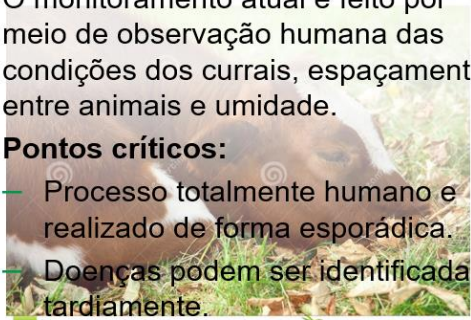 O monitoramento atual é feito por
meio de observação humana das
condições dos currais, espaçament
entre animais e umidade.
Pontos críticos:
– Processo totalmente humano e
realizado de forma esporádica.
– Doenças podem ser identificada
tardiamente.